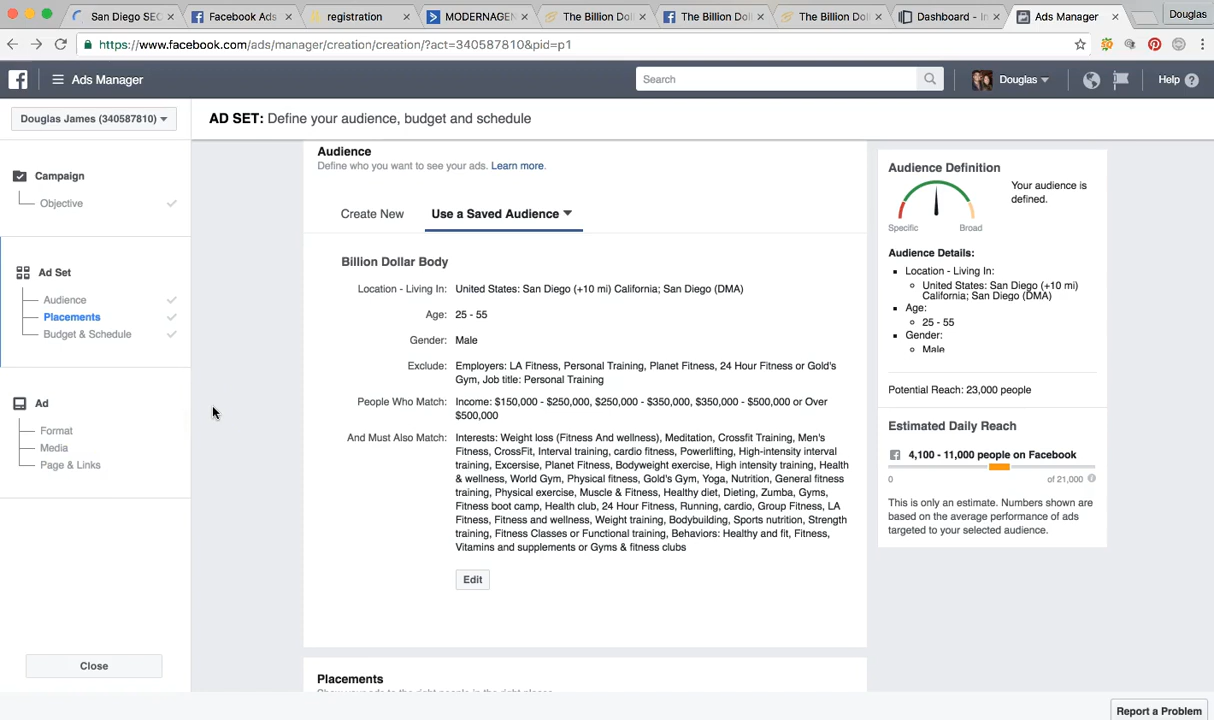 San Diego SEC
Facebook Ads
registration
MODERNAGEN
The Billion Doll
The Billion Dol
The Billion Doll
Dashboard - In
Ads Manager
Douglas
https://www.facebook.com/ads/manager/creation/creation/?act=340587810&pid=p1
Ads Manager
Search
Douglas
Help
Douglas James (340587810)
AD SET: Define your audience, budget and schedule
Campaign
Objective
Ad Set
Audience
Placements
Budget & Schedule
Ad
Format
Media
Page & Links
Close
Audience
Define who you want to see your ads. Learn more.
Create New
Use a Saved Audience
Billion Dollar Body
Location - Living In: United States: San Diego (+10 mi) California; San Diego (DMA)
Age: 25 - 55
Gender: Male
Exclude: Employers: LA Fitness, Personal Training, Planet Fitness, 24 Hour Fitness or Gold's
Gym, Job title: Personal Training
People Who Match: Income: $150,000 - $250,000, $250,000 - $350,000, $350,000 - $500,000 or Over
$500,000
And Must Also Match: Interests: Weight loss (Fitness And wellness), Meditation, Crossfit Training, Men's
Fitness, CrossFit, Interval training, cardio fitness, Powerlifting, High-intensity interval
training, Excersise, Planet Fitness, Bodyweight exercise, High intensity training, Health
& wellness, World Gym, Physical fitness, Gold's Gym, Yoga, Nutrition, General fitness
training, Physical exercise, Muscle & Fitness, Healthy diet, Dieting, Zumba, Gyms,
Fitness boot camp, Health club, 24 Hour Fitness, Running, cardio, Group Fitness, LA
Fitness, Fitness and wellness, Weight training, Bodybuilding, Sports nutrition, Strength
training, Fitness Classes or Functional training, Behaviors: Healthy and fit, Fitness,
Vitamins and supplements or Gyms & fitness clubs
Edit
Placements
Show your ads to the right people in the right places.
Audience Definition
Your audience is
defined.
Specific
Broad
Audience Details:
Location - Living In:
United States: San Diego (+10 mi)
California; San Diego (DMA)
Age:
25 - 55
Gender:
Male
Potential Reach: 23,000 people
Estimated Daily Reach
4,100 - 11,000 people on Facebook
0
of 21,000
This is only an estimate. Numbers shown are
based on the average performance of ads
targeted to your selected audience.
Report a Problem